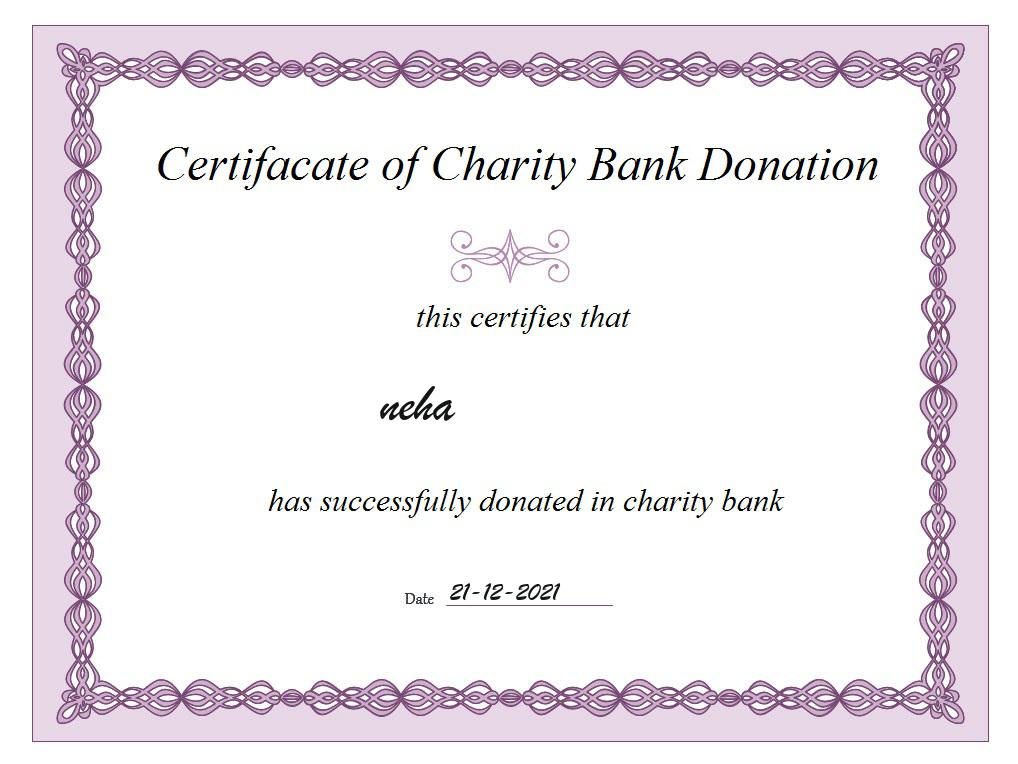 Certifacate of Charity Bank Donation
this certifies that
neha
has successfully donated in charity bank
Date 21-12-2021